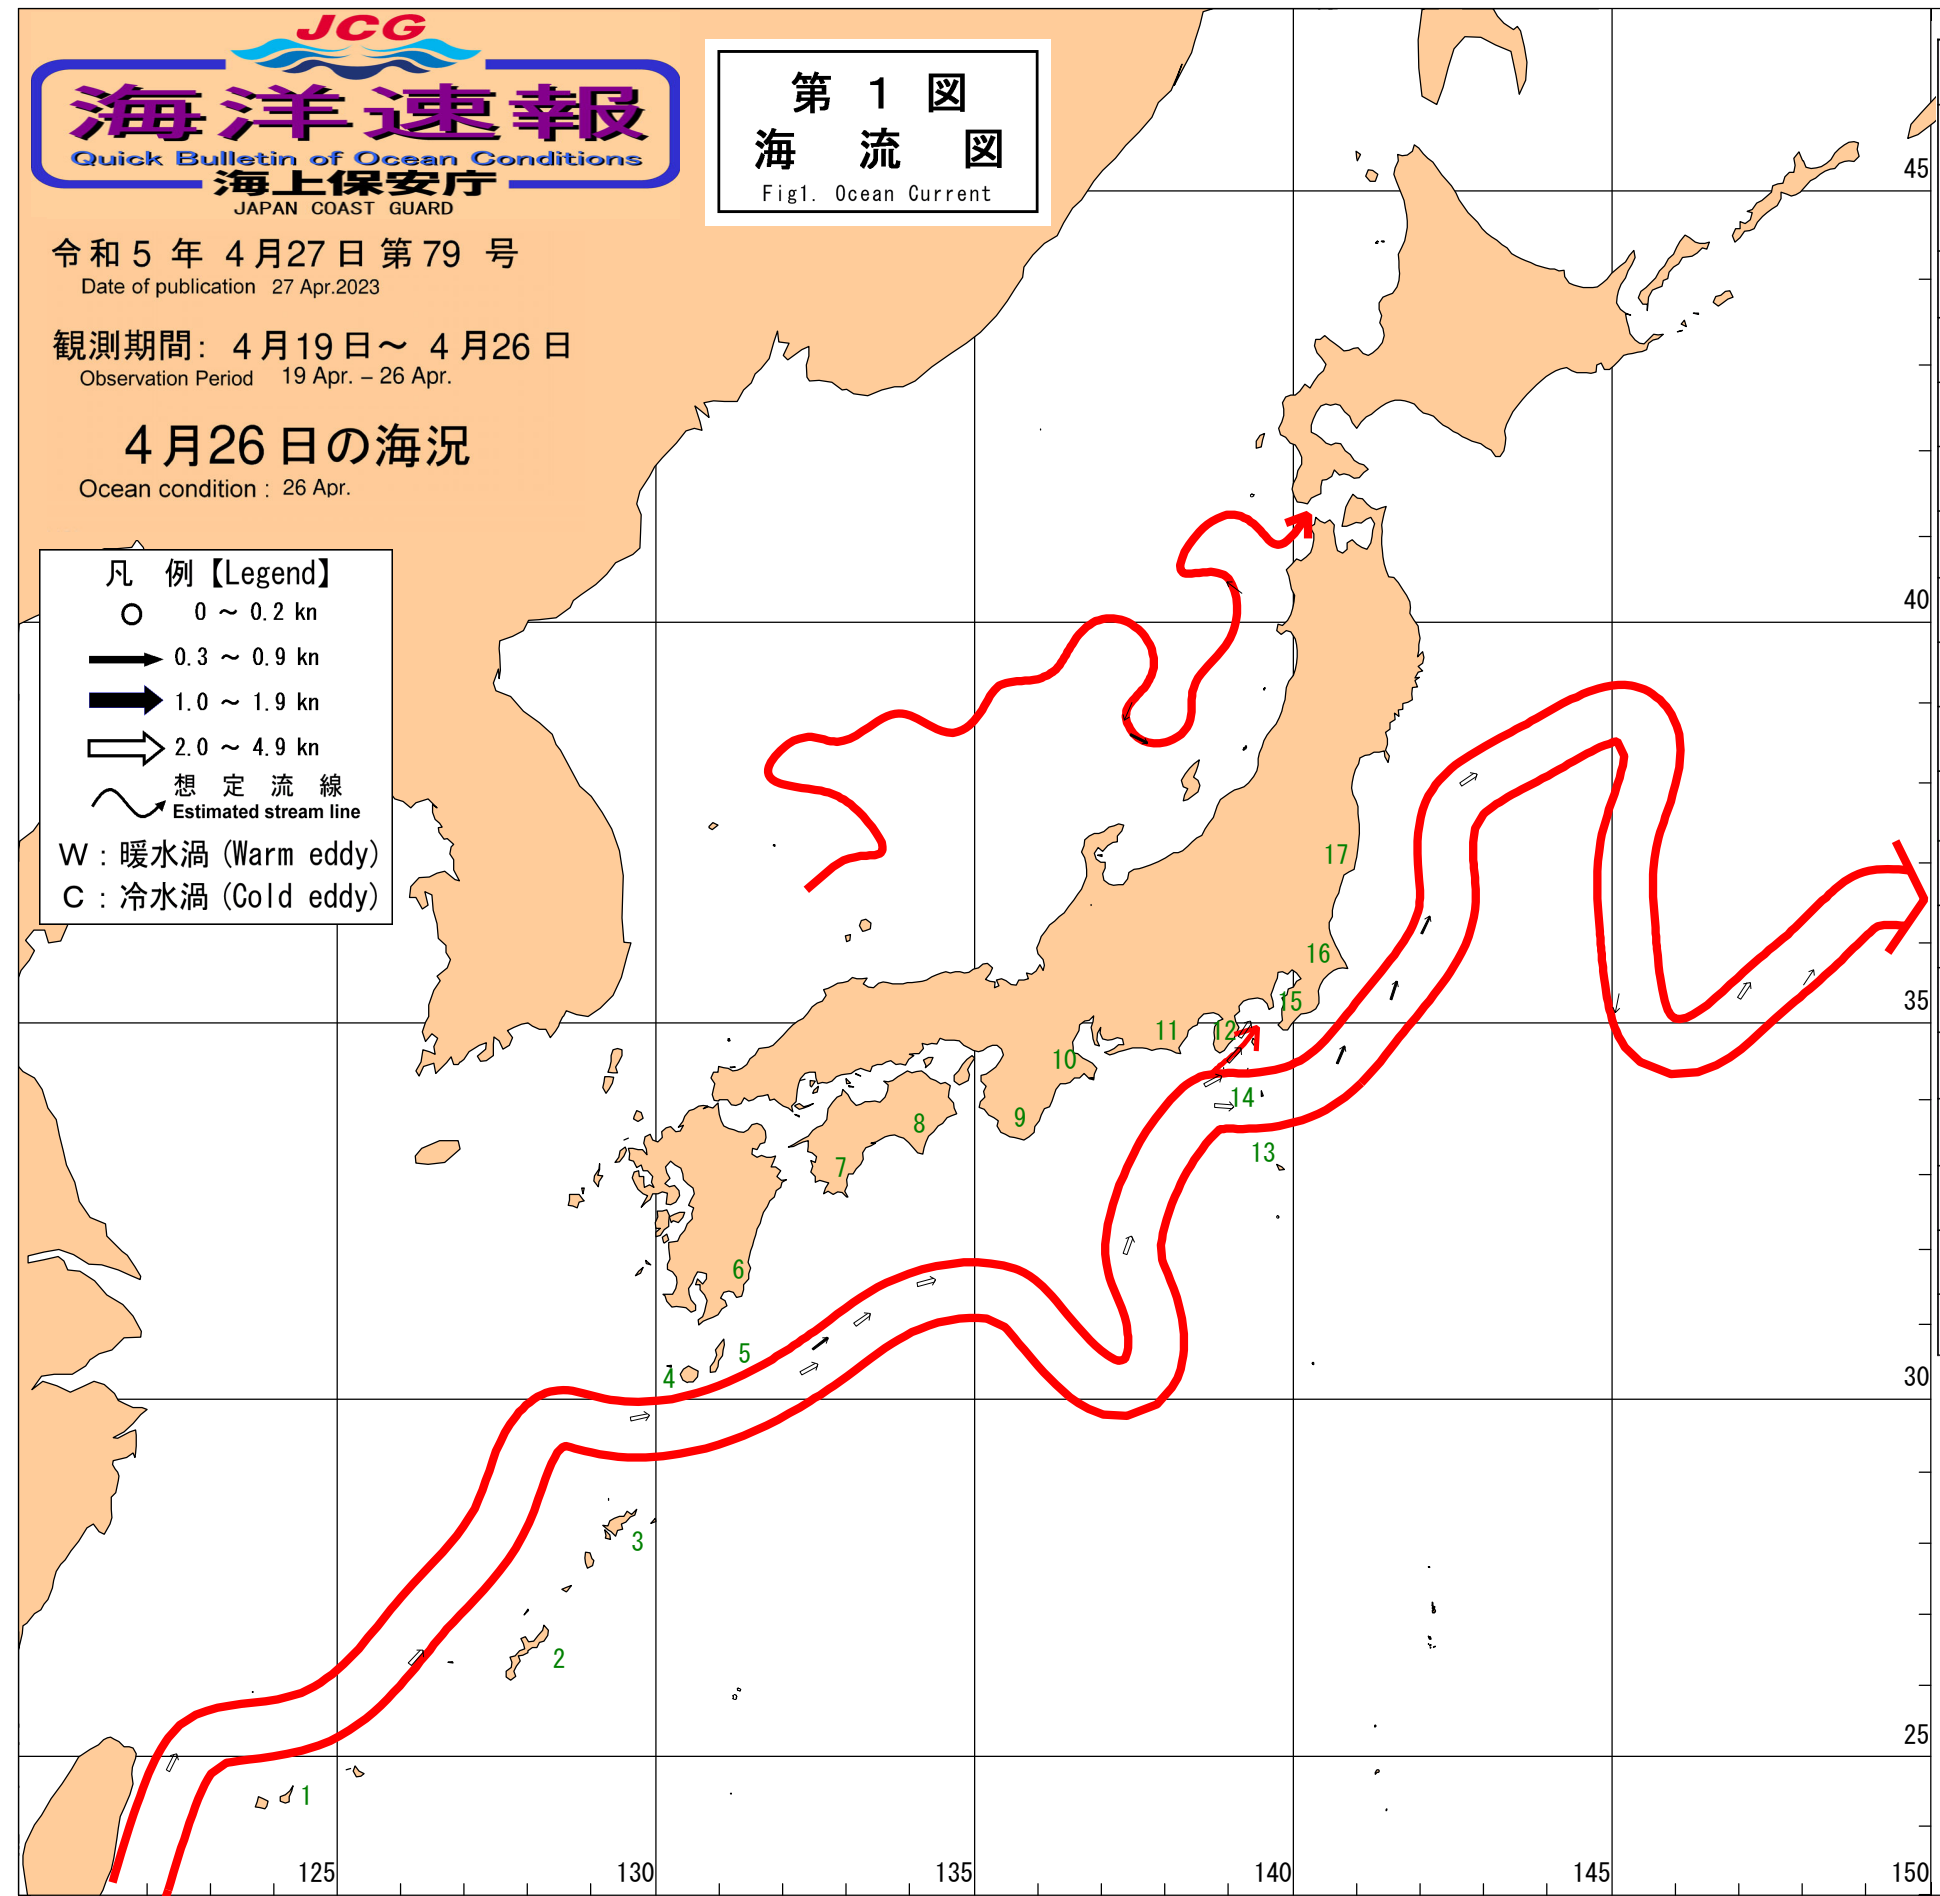 JCG
海洋速報
Quick Bulletin of Ocean Conditions
海上保安庁
JAPAN COAST GUARD
第 1 図
海 流 図
Fig1. Ocean Current
令和 5 年 4月27日 第79 号
Date of publication 27 Apr.2023
観測期間: 4月19日～ 4月26日
Observation Period 19 Apr. – 26 Apr.
4月26日の海況
Ocean condition : 26 Apr.
凡 例【Legend】
0 ～ 0.2 kn
0.3 ～ 0.9 kn
1.0 ～ 1.9 kn
2.0 ～ 4.9 kn
想 定 流 線
Estimated stream line
W : 暖水渦 (Warm eddy)
C : 冷水渦 (Cold eddy)
45
40
17
16
35
15
12
11
10
14
9
8
13
7
6
5
4
30
3
2
25
1
125
130
135
140
145
150